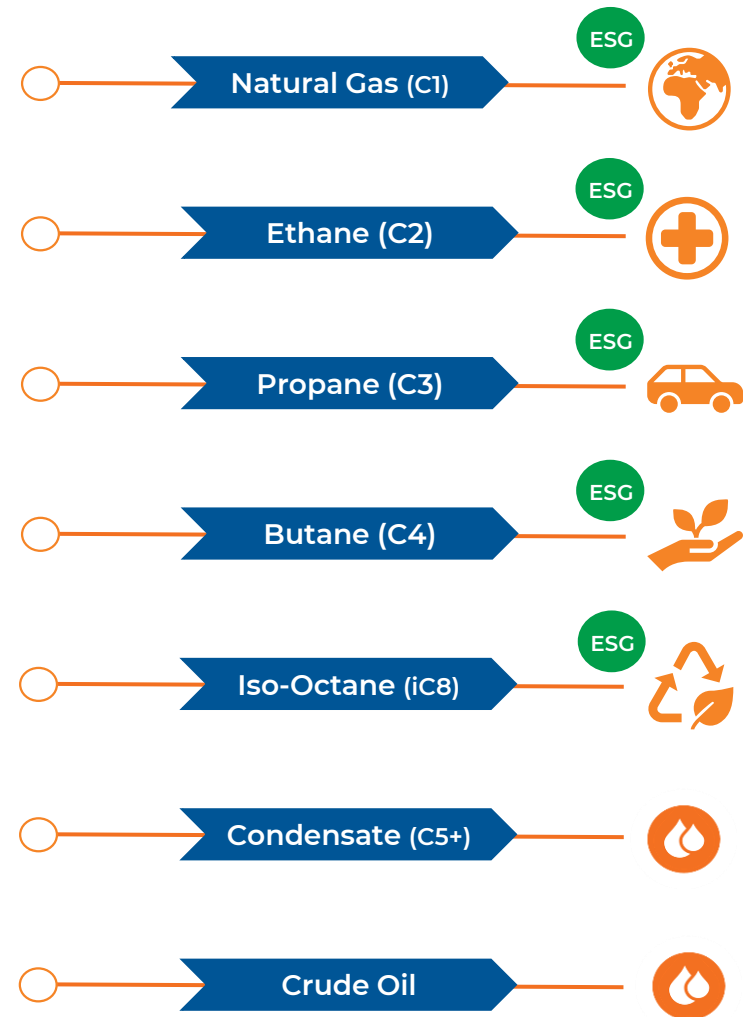 ESG
Natural Gas (C1)
ESG
Ethane (C2)
ESG
Propane (C3)
ESG
Butane (C4)
ESG
Iso-Octane (iC8)
Condensate (C5+)
Crude Oil